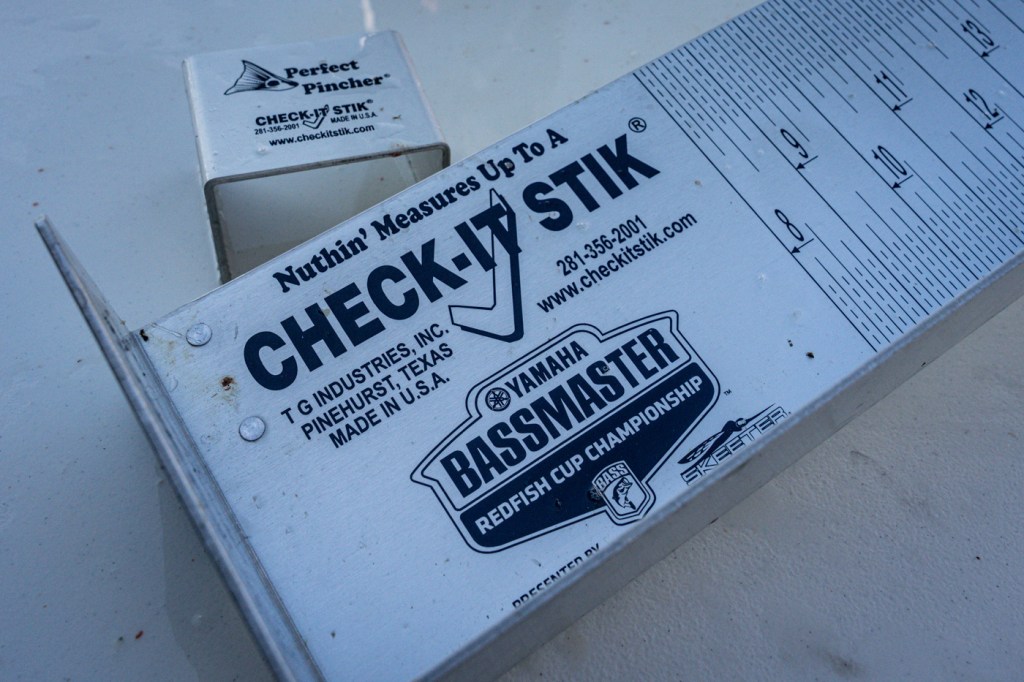 Perfect
Pincher®
CHECK-IT STIK®
281-356-2001 MADE IN U.S.A.
www.checkitstik.com
Nuthin' Measures Up To A
CHECK-IT STIK®
281-356-2001
www.checkitstik.com
T G INDUSTRIES, INC.
PINEHURST, TEXAS
MADE IN U.S.A.
YAMAHA
BASSMASTER
REDFISH CUP CHAMPIONSHIP™
BASS
SKEETER
PRESENTED BY
8
9
10
11
12
13